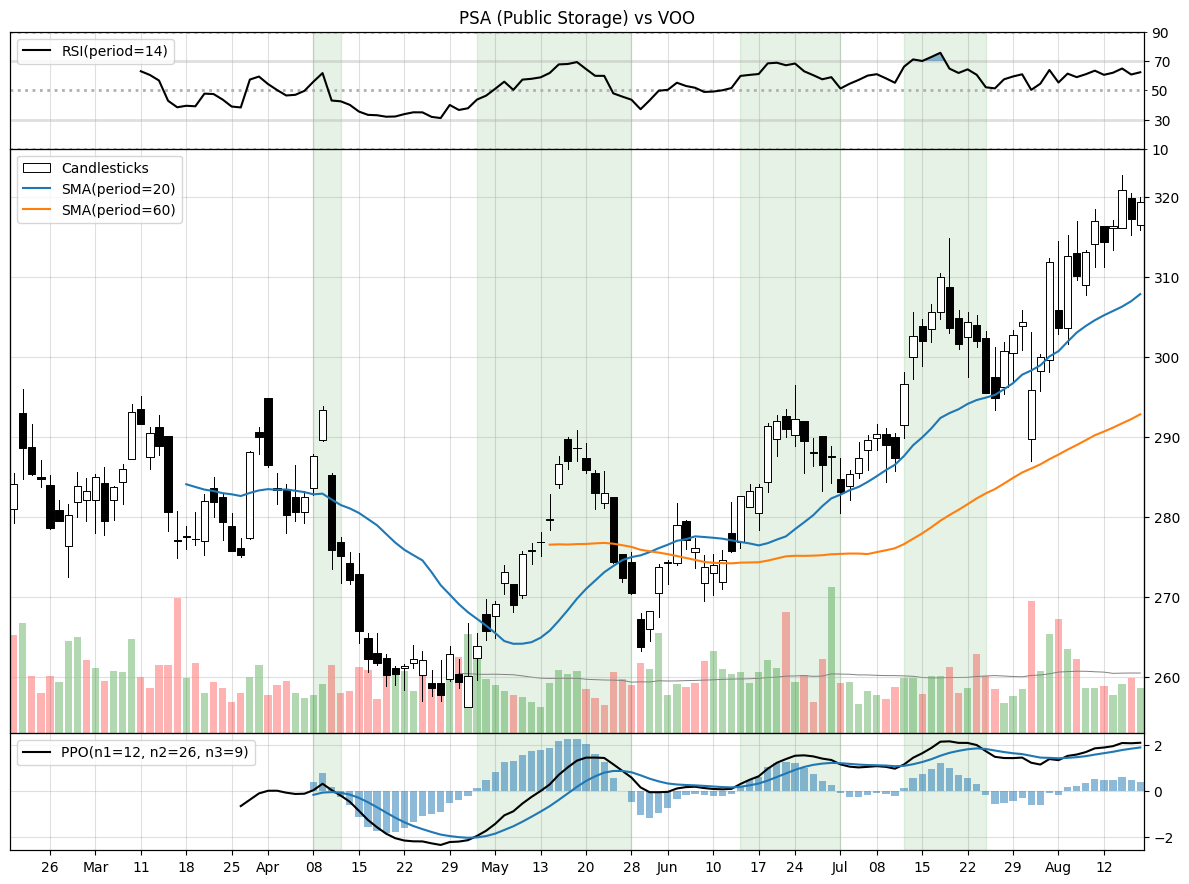 PSA (Public Storage) vs VOO
RSI(period=14)
90
70
50
30
10
Candlesticks
SMA(period=20)
SMA(period=60)
320
310
300
290
280
270
260
PPO(n1=12, n2=26, n3=9)
2
0
−2
26 Mar 11 18 25 Apr 08 15 22 29 May 13 20 28 Jun 10 17 24 Jul 08 15 22 29 Aug 12